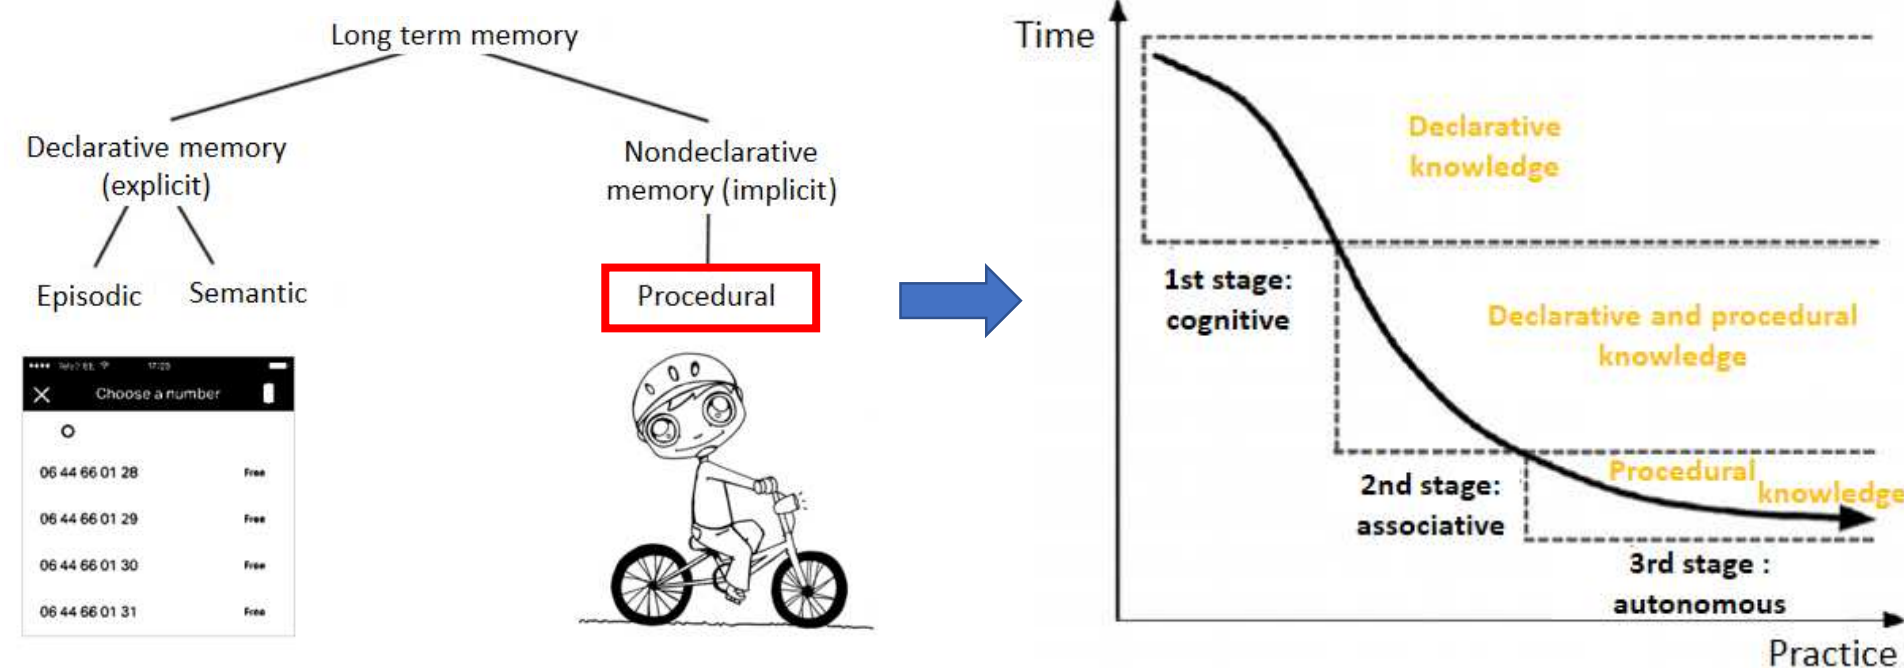 Long term memory
Declarative memory
(explicit)
Nondeclarative
memory (implicit)
Episodic
Semantic
Procedural
17:25
Choose a number
06 44 66 01 28 Free
06 44 66 01 29 Free
06 44 66 01 30 Free
06 44 66 01 31 Free
Time
Declarative
knowledge
1st stage:
cognitive
Declarative and procedural
knowledge
2nd stage:
associative
Procedural
knowledge
3rd stage :
autonomous
Practice